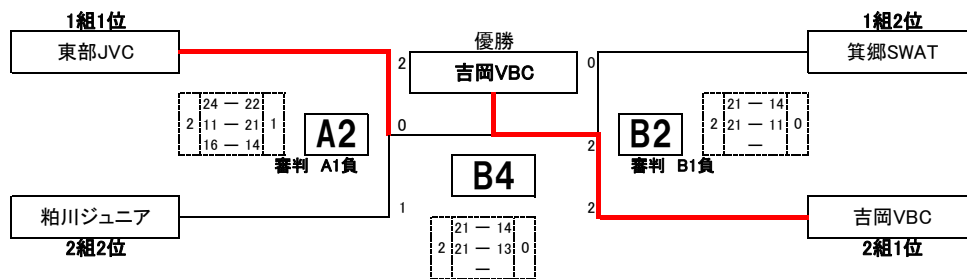 1組1位
東部JVC
優勝
吉岡VBC
1組2位
箕郷SWAT
2
0
24 ― 22
2 11 ― 21 1
16 ― 14
A2
審判 A1負
0
2
B2
審判 B1負
21 ― 14
2 21 ― 11 0
―
B4
粕川ジュニア
2組2位
1
2
吉岡VBC
2組1位
21 ― 14
2 21 ― 13 0
―